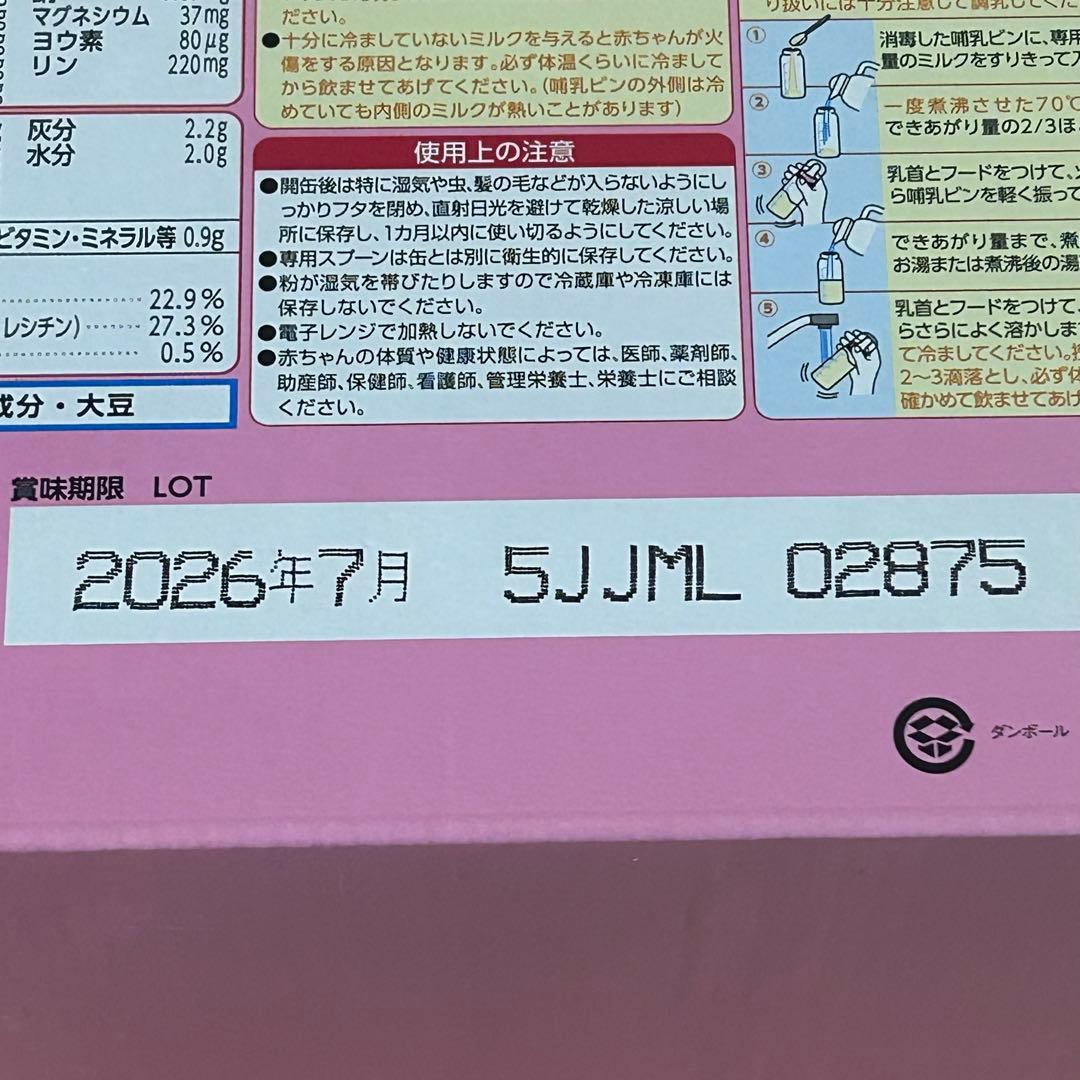 マグネシウム 37mg
ヨウ素 80μg
リン 220mg
灰分 2.2g
水分 2.0g
ビタミン・ミネラル等 0.9g
22.9%
レシチン) 27.3%
0.5%
成分・大豆
ださい。
●十分に冷ましていないミルクを与えると赤ちゃんが火
傷をする原因となります。必ず体温くらいに冷まして
から飲ませてあげてください。(哺乳ビンの外側は冷
めていても内側のミルクが熱いことがあります)
使用上の注意
●開缶後は特に湿気や虫、髪の毛などが入らないようにし
っかりフタを閉め、直射日光を避けて乾燥した涼しい場
所に保存し、1カ月以内に使い切るようにしてください。
●専用スプーンは缶とは別に衛生的に保存してください。
●粉が湿気を帯びたりしますので冷蔵庫や冷凍庫には
保存しないでください。
●電子レンジで加熱しないでください。
●赤ちゃんの体質や健康状態によっては、医師、薬剤師、
助産師、保健師、看護師、管理栄養士、栄養士にご相談
ください。
り扱いには十分注意して調乳してくだ
① 消毒した哺乳ビンに、専用
量のミルクをすりきって入
② 一度煮沸させた70℃
できあがり量の2/3ほ
③ 乳首とフードをつけて、
ら哺乳ビンを軽く振って
④ できあがり量まで、煮
お湯または煮沸後の湯
⑤ 乳首とフードをつけて、
らさらによく溶かしま
て冷ましてください。
2〜3滴落とし、必ず体
確かめて飲ませてあげ
賞味期限 LOT
2026年7月 5JJML 02875
ダンボール